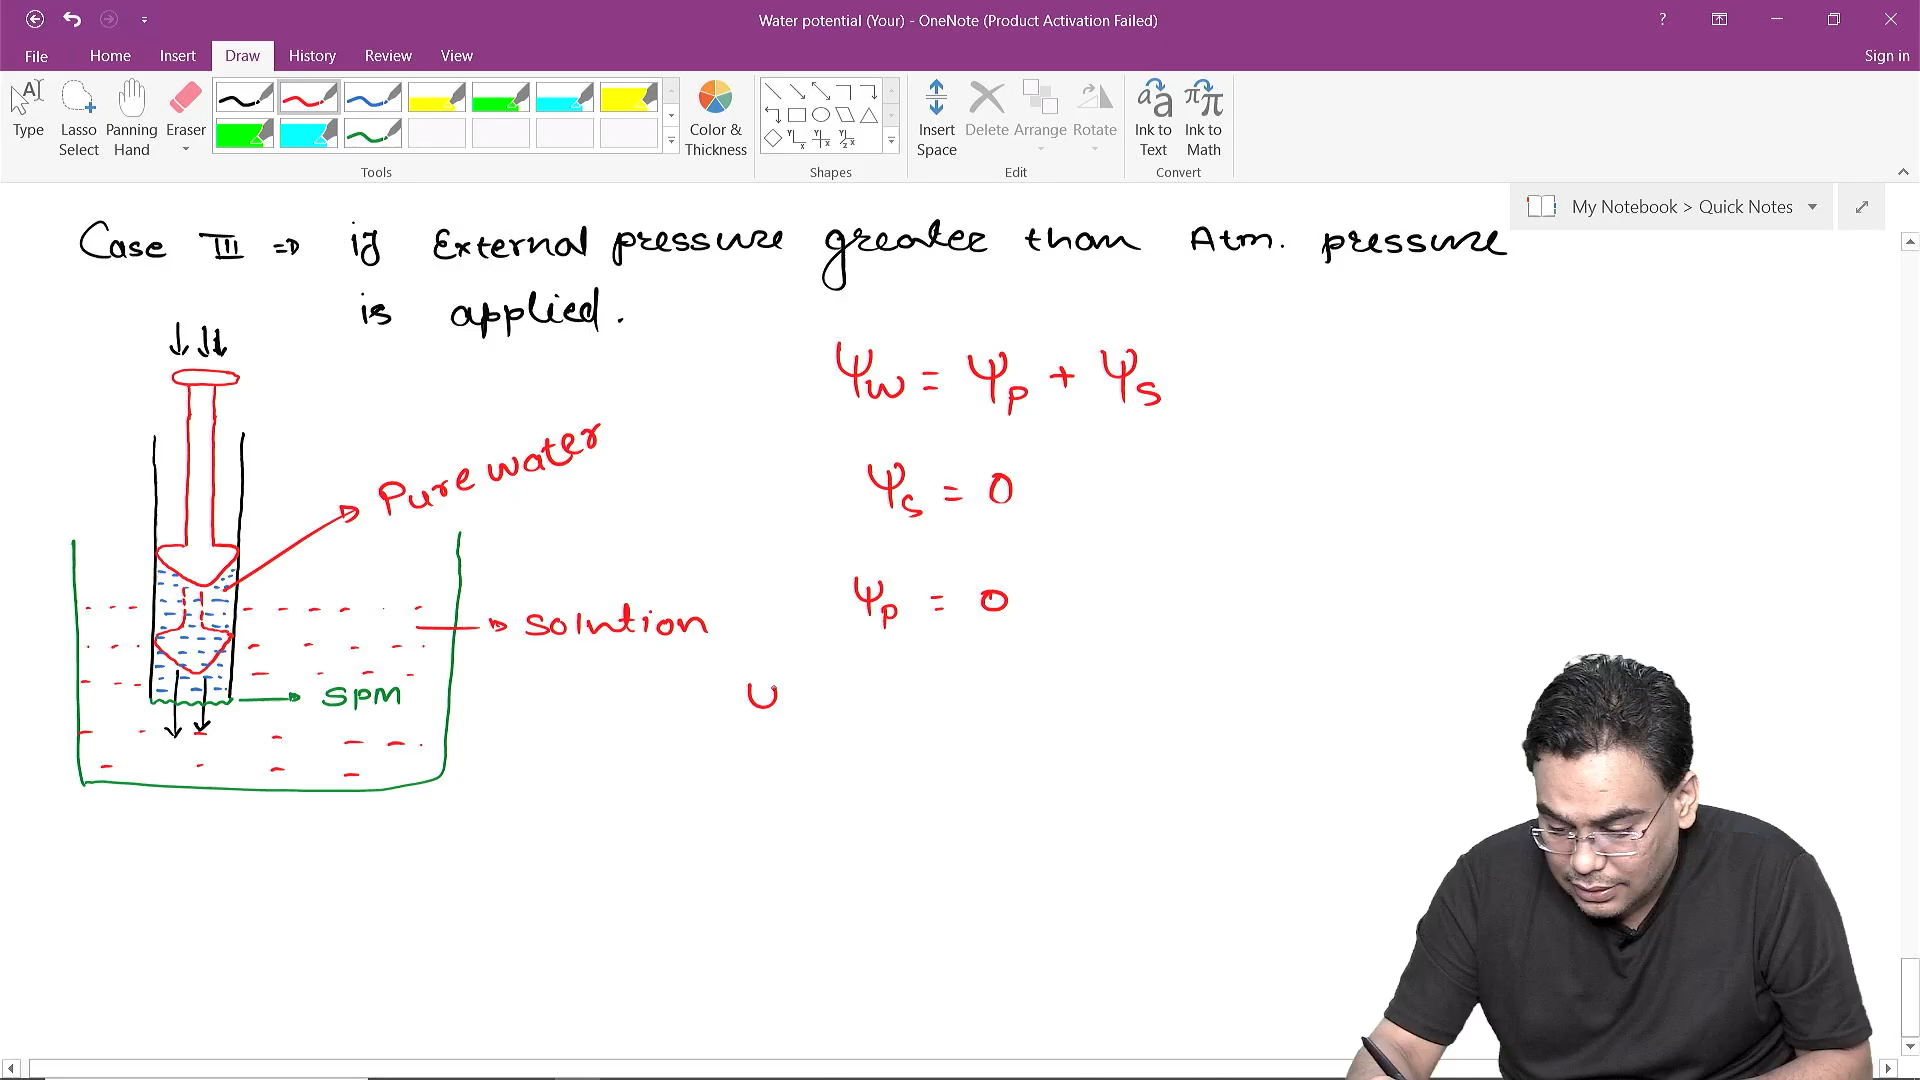 Water potential (Your) - OneNote (Product Activation Failed)
?
File Home Insert Draw History Review View
Sign in
Type
Lasso Select
Panning Hand
Eraser
Color & Thickness
Insert Space
Delete
Arrange
Rotate
Ink to Text
Ink to Math
Tools
Shapes
Edit
Convert
My Notebook > Quick Notes
Case III ⇒ if External pressure greater than Atm. pressure
is applied.
Ψw = Ψp + Ψs
Pure water
Ψs = 0
Ψp = 0
Solution
SPM
U